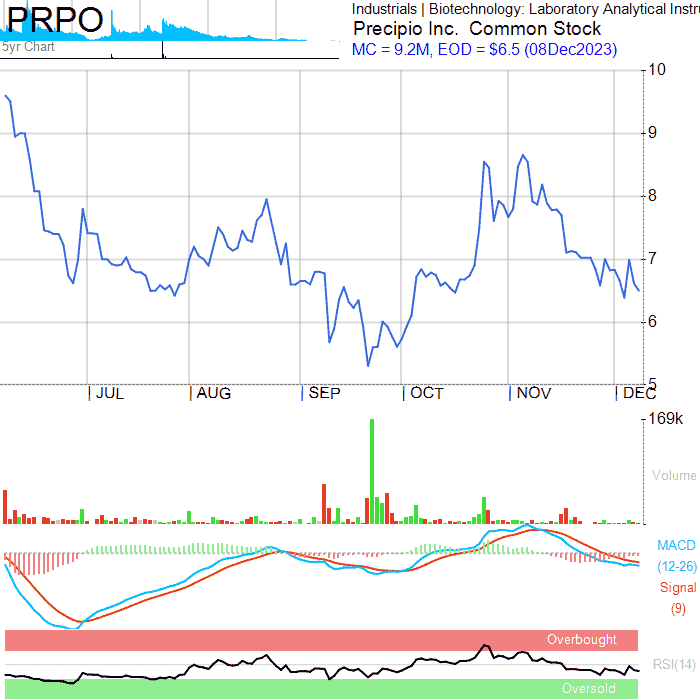 PRPO
5yr Chart
Industrials | Biotechnology: Laboratory Analytical Instru
Precipio Inc. Common Stock
MC = 9.2M, EOD = $6.5 (08Dec2023)
10
9
8
7
6
5
JUL AUG SEP OCT NOV DEC
169k
Volume
MACD
(12-26)
Signal
(9)
Overbought
RSI(14)
Oversold